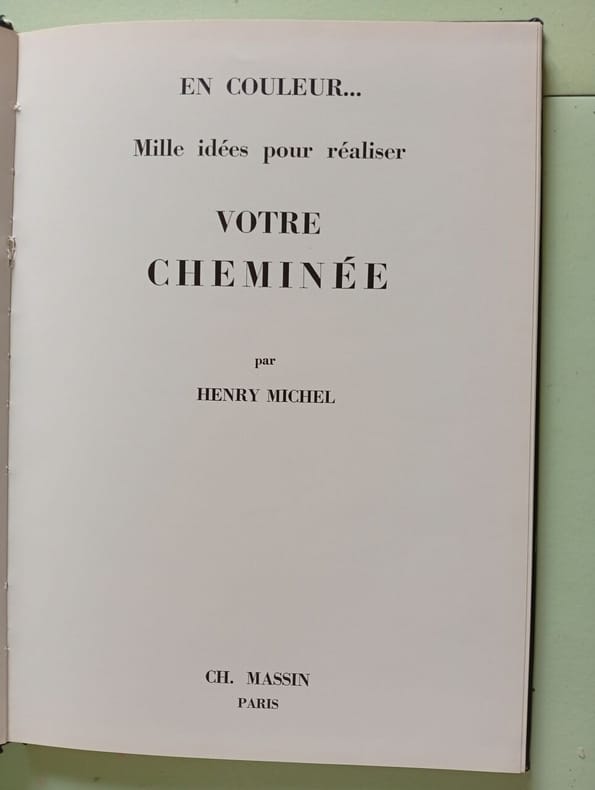 EN COULEUR...
Mille idées pour réaliser
VOTRE
CHEMINÉE
par
HENRY MICHEL
CH. MASSIN
PARIS